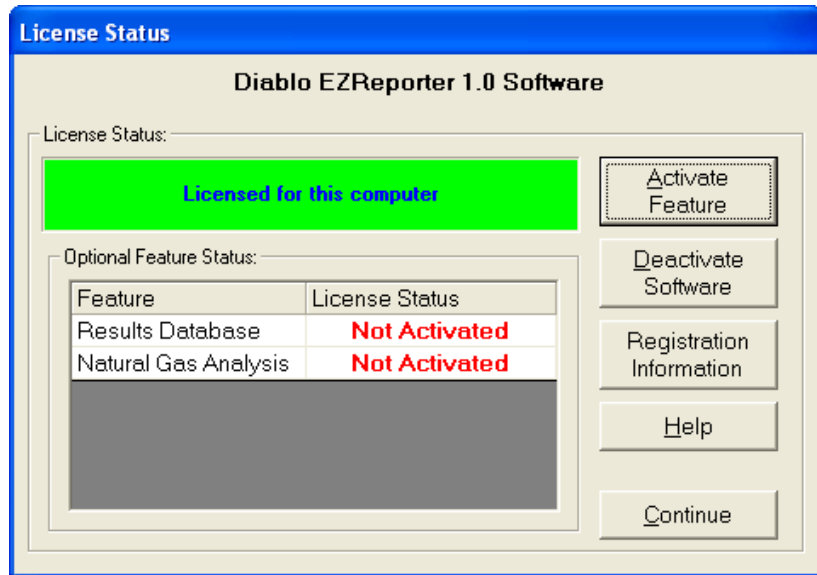 License Status
Diablo EZReporter 1.0 Software
License Status:
Licensed for this computer
Activate
Feature
Optional Feature Status:
Feature License Status
Results Database Not Activated
Natural Gas Analysis Not Activated
Deactivate
Software
Registration
Information
Help
Continue